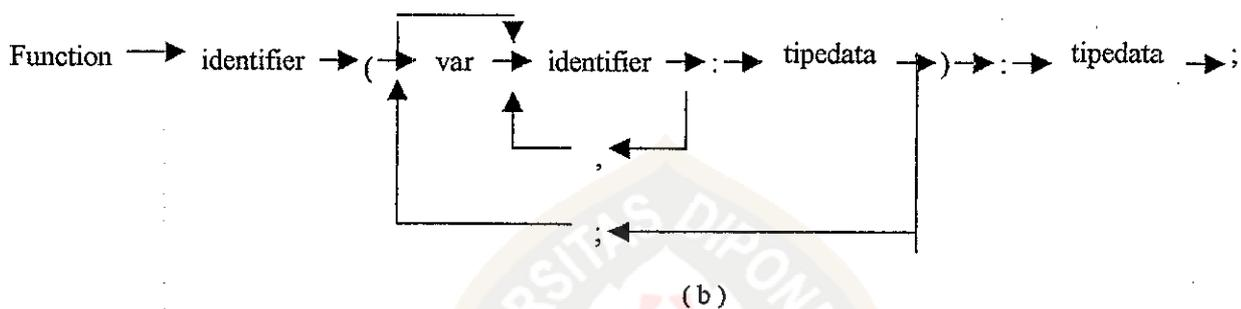 Function identifier ( var identifier : tipedata ) : tipedata ;
,
;
(b)